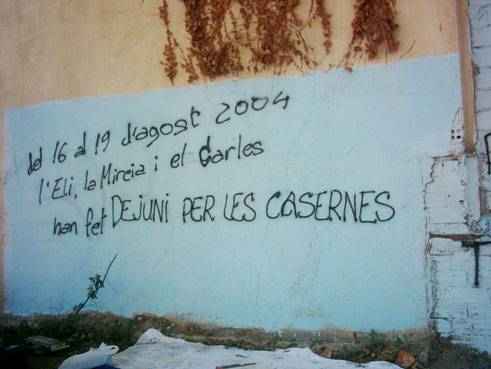 del 16 al 19 d'agost 2004
l'Eli, la Mircia i el Carles
han fet DEJUNI PER LES CASERNES